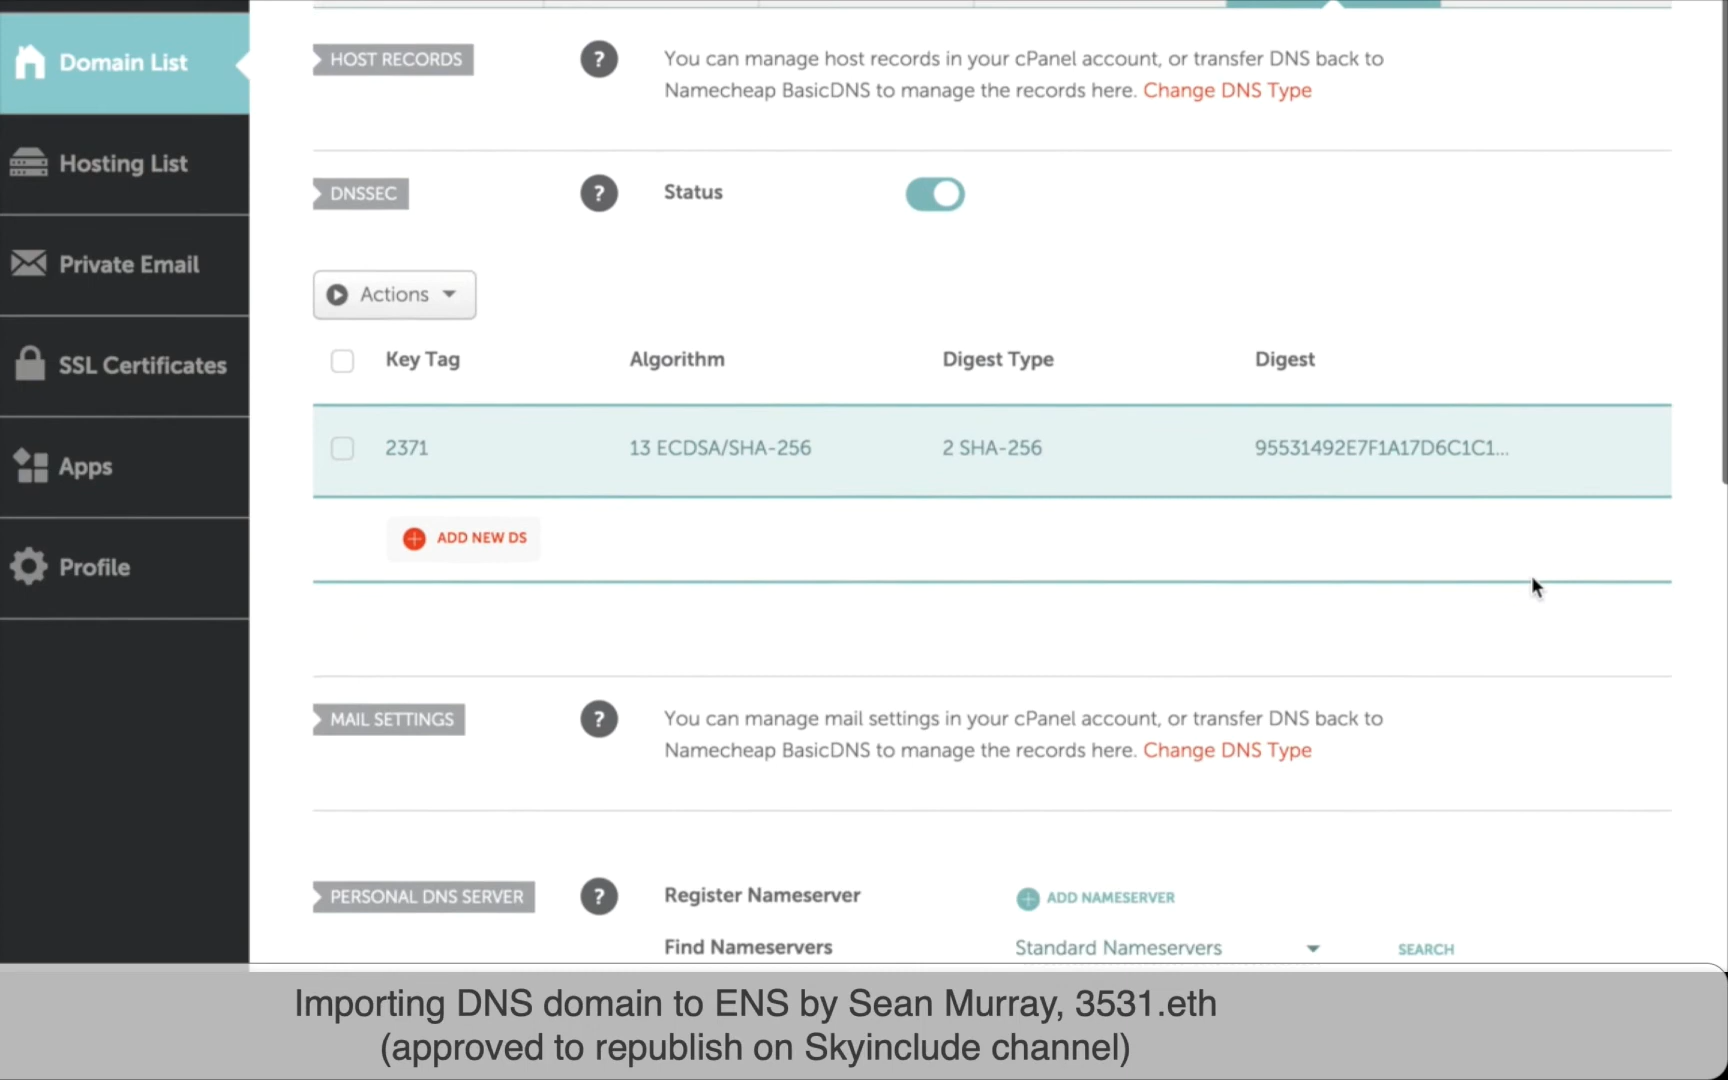 Domain List
Hosting List
Private Email
SSL Certificates
Apps
Profile
HOST RECORDS
?
You can manage host records in your cPanel account, or transfer DNS back to
Namecheap BasicDNS to manage the records here. Change DNS Type
DNSSEC
?
Status
Actions
Key Tag Algorithm Digest Type Digest
2371 13 ECDSA/SHA-256 2 SHA-256 95531492E7F1A17D6C1C1...
ADD NEW DS
MAIL SETTINGS
?
You can manage mail settings in your cPanel account, or transfer DNS back to
Namecheap BasicDNS to manage the records here. Change DNS Type
PERSONAL DNS SERVER
?
Register Nameserver ADD NAMESERVER
Find Nameservers Standard Nameservers SEARCH
Importing DNS domain to ENS by Sean Murray, 3531.eth
(approved to republish on Skyinclude channel)